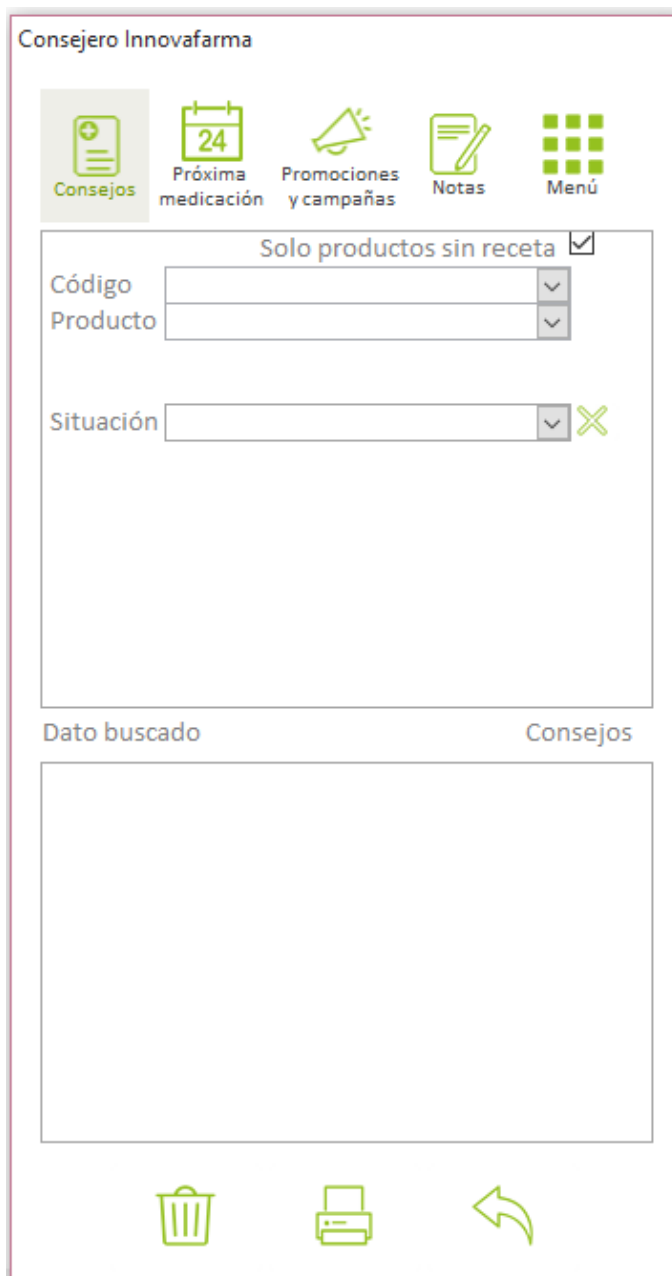 Consejero Innovafarma
Consejos
24
Próxima
medicación
Promociones
y campañas
Notas
Menú
Solo productos sin receta
Código
Producto
Situación
Dato buscado
Consejos